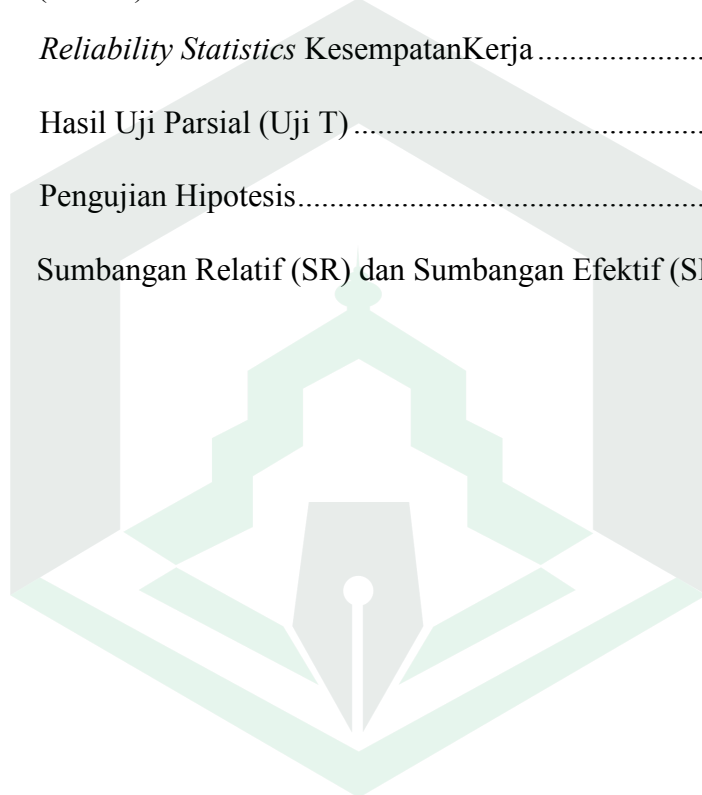 Reliability Statistics KesempatanKerja ....................
Hasil Uji Parsial (Uji T) ............................................
Pengujian Hipotesis...................................................
Sumbangan Relatif (SR) dan Sumbangan Efektif